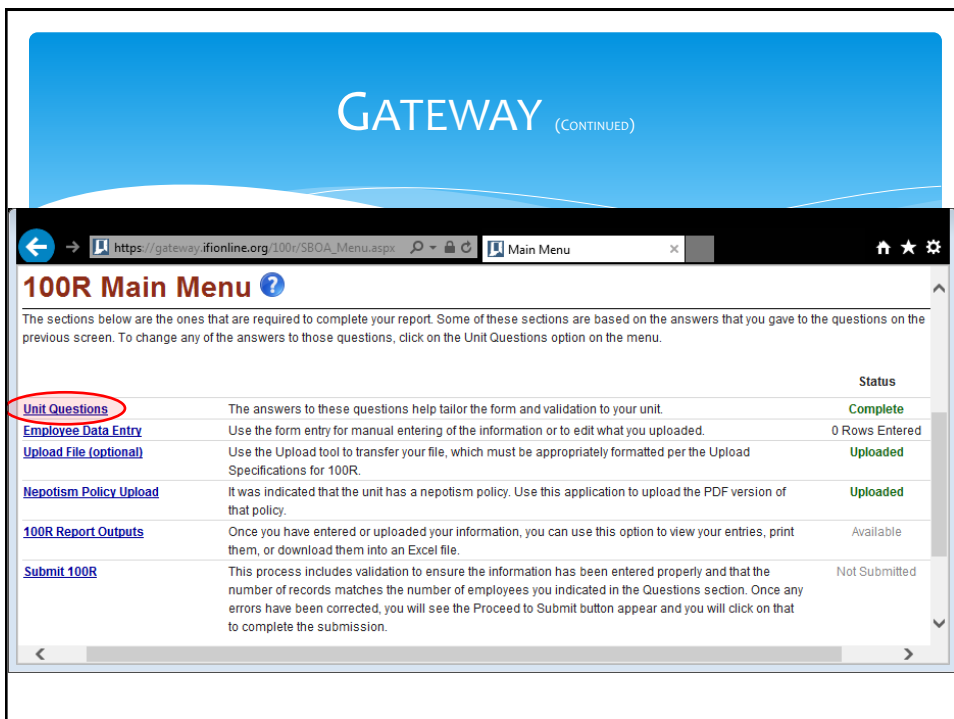 GATEWAY (CONTINUED)
https://gateway.ifionline.org/100r/SBOA_Menu.aspx
Main Menu
100R Main Menu ?
The sections below are the ones that are required to complete your report. Some of these sections are based on the answers that you gave to the questions on the
previous screen. To change any of the answers to those questions, click on the Unit Questions option on the menu.
Status
Unit Questions The answers to these questions help tailor the form and validation to your unit. Complete
Employee Data Entry Use the form entry for manual entering of the information or to edit what you uploaded. 0 Rows Entered
Upload File (optional) Use the Upload tool to transfer your file, which must be appropriately formatted per the Upload Uploaded
Specifications for 100R.
Nepotism Policy Upload It was indicated that the unit has a nepotism policy. Use this application to upload the PDF version of Uploaded
that policy.
100R Report Outputs Once you have entered or uploaded your information, you can use this option to view your entries, print Available
them, or download them into an Excel file.
Submit 100R This process includes validation to ensure the information has been entered properly and that the Not Submitted
number of records matches the number of employees you indicated in the Questions section. Once any
errors have been corrected, you will see the Proceed to Submit button appear and you will click on that
to complete the submission.